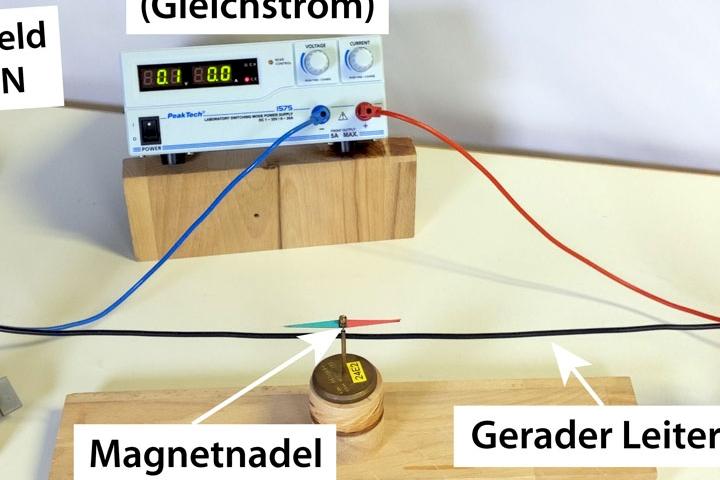 (Gleichstrom)
eld
N
0.1 0.0
VOLTAGE
CURRENT
PeakTech
1575
LABORATORY SWITCHING MODE POWER SUPPLY
POWER
5A MAX.
24E2
Magnetnadel
Gerader Leiter